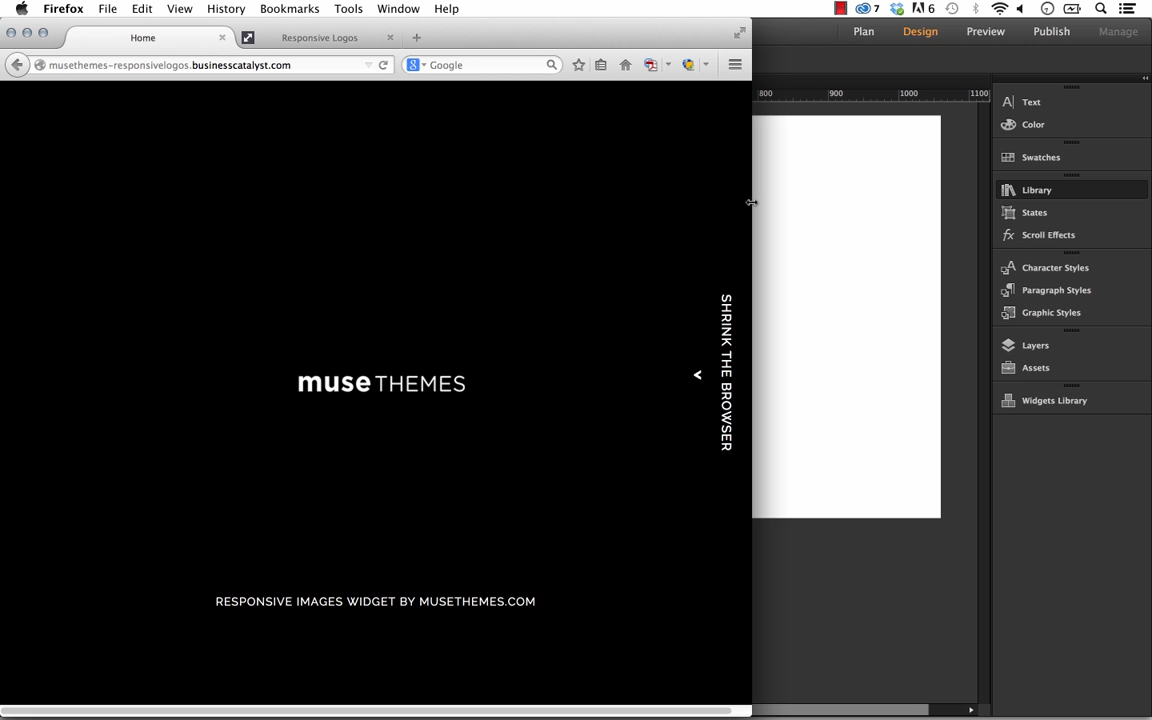 Firefox File Edit View History Bookmarks Tools Window Help 7 6
Home Responsive Logos
musethemes-responsivelogos.businesscatalyst.com Google
Plan Design Preview Publish Manage
800 900 1000 1100
Text
Color
Swatches
Library
States
Scroll Effects
Character Styles
Paragraph Styles
Graphic Styles
Layers
Assets
Widgets Library
museTHEMES
<
SHRINK THE BROWSER
RESPONSIVE IMAGES WIDGET BY MUSETHEMES.COM